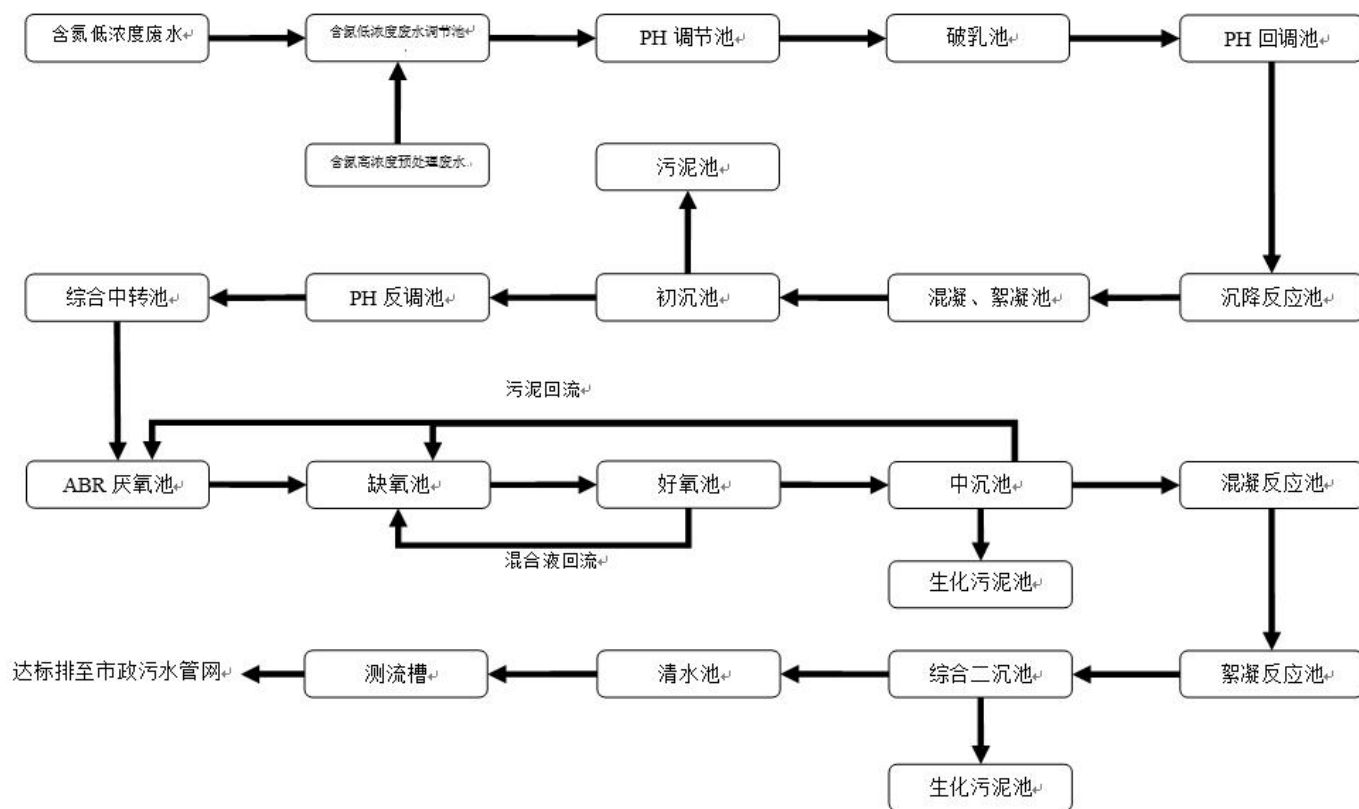 含氮低浓度废水
含氮低浓度废水调节池
PH 调节池
破乳池
PH 回调池
含氮高浓度预处理废水
污泥池
综合中转池
PH 反调池
初沉池
混凝、絮凝池
沉降反应池
污泥回流
ABR 厌氧池
缺氧池
好氧池
中沉池
混凝反应池
混合液回流
生化污泥池
达标排至市政污水管网
测流槽
清水池
综合二沉池
絮凝反应池
生化污泥池